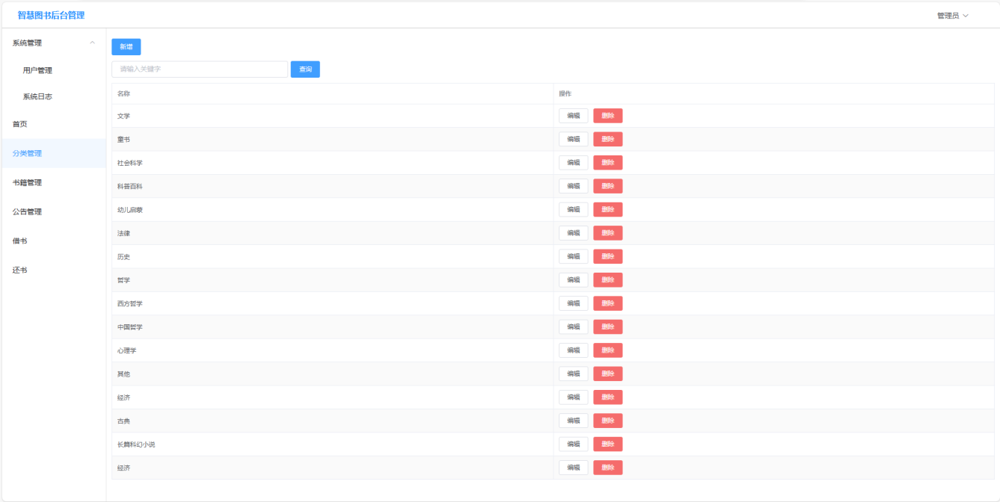 智慧图书后台管理
管理员
系统管理
用户管理
系统日志
首页
分类管理
书籍管理
公告管理
借书
还书
新增
请输入关键字 查询
名称 操作
文学 编辑 删除
童书 编辑 删除
社会科学 编辑 删除
科普百科 编辑 删除
幼儿启蒙 编辑 删除
法律 编辑 删除
历史 编辑 删除
哲学 编辑 删除
西方哲学 编辑 删除
中国哲学 编辑 删除
心理学 编辑 删除
其他 编辑 删除
经济 编辑 删除
古典 编辑 删除
长篇科幻小说 编辑 删除
经济 编辑 删除